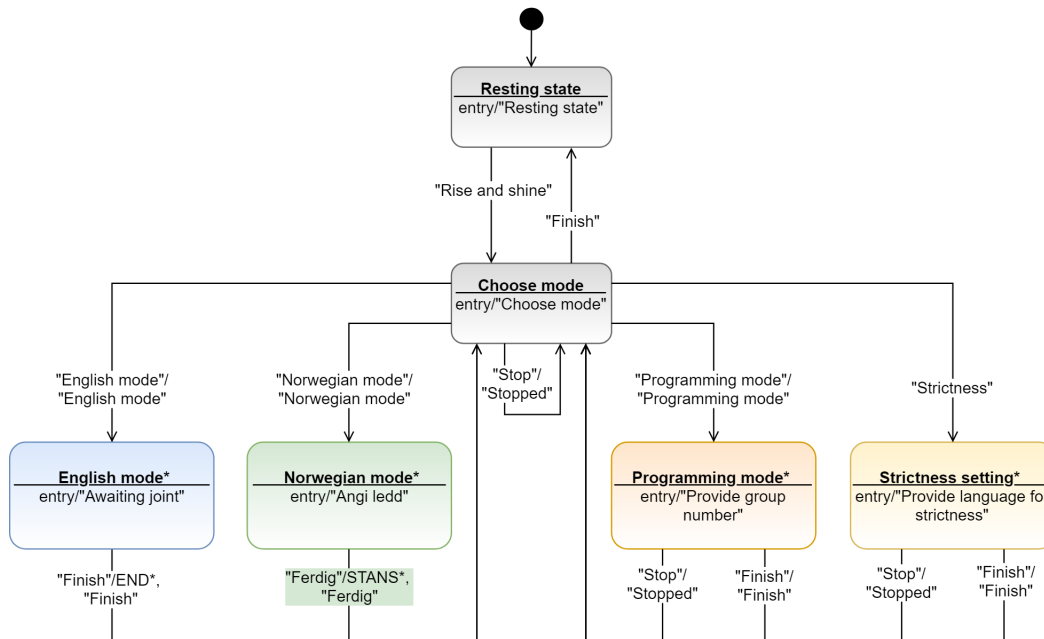 Resting state
entry/"Resting state"
"Rise and shine"
"Finish"
Choose mode
entry/"Choose mode"
"English mode"/
"English mode"
"Norwegian mode"/
"Norwegian mode"
"Stop"/
"Stopped"
"Programming mode"/
"Programming mode"
"Strictness"
English mode*
entry/"Awaiting joint"
Norwegian mode*
entry/"Angi ledd"
Programming mode*
entry/"Provide group
number"
Strictness setting*
entry/"Provide language fo
strictness"
"Finish"/END*,
"Finish"
"Ferdig"/STANS*,
"Ferdig"
"Stop"/
"Stopped"
"Finish"/
"Finish"
"Stop"/
"Stopped"
"Finish"/
"Finish"